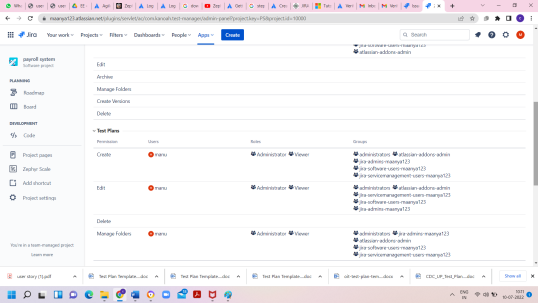 maanya123.atlassian.net/plugins/servlet/ac/com.kanoah.test-manager/admin-panel?project.key=PS&project.id=10000
Jira
Your work
Projects
Filters
Dashboards
People
Apps
Create
Search
payroll system
Software project
PLANNING
Roadmap
Board
DEVELOPMENT
Code
Project pages
Zephyr Scale
Add shortcut
Project settings
You're in a team-managed project
Learn more
jira-software-users-maanya123
atlassian-addons-admin
Edit
Archive
Manage Folders
Create Versions
Delete
Test Plans
Permission Users Roles Groups
Create manu Administrator Viewer administrators atlassian-addons-admin
jira-admins-maanya123
jira-software-users-maanya123
jira-servicemanagement-users-maanya123
Edit manu Administrator Viewer administrators atlassian-addons-admin
jira-servicemanagement-users-maanya123
jira-software-users-maanya123
jira-admins-maanya123
Delete
Manage Folders manu Administrator Viewer administrators jira-admins-maanya123
atlassian-addons-admin
jira-software-users-maanya123
jira-servicemanagement-users-maanya123
user story (1).pdf
Test Plan Template....doc
Test Plan Template....doc
Test Plan Template....doc
uit-test-plan-tem....doc
CDC_UP_Test_Plan....doc
Show all
ENG
IN
10-07-2022